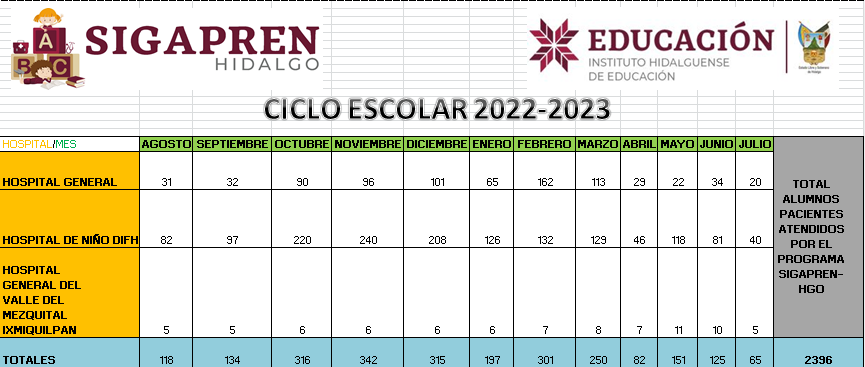 A
B C
SIGAPREN
HIDALGO
EDUCACIÓN
INSTITUTO HIDALGUENSE
DE EDUCACIÓN
CICLO ESCOLAR 2022-2023
HOSPITAL/MES AGOSTO SEPTIEMBRE OCTUBRE NOVIEMBRE DICIEMBRE ENERO FEBRERO MARZO ABRIL MAYO JUNIO JULIO
HOSPITAL GENERAL 31 32 90 96 101 65 162 113 29 22 34 20
HOSPITAL DE NIÑO DIFH 82 97 220 240 208 126 132 129 46 118 81 40
HOSPITAL
GENERAL DEL
VALLE DEL
MEZQUITAL
IXMIQUILPAN 5 5 6 6 6 6 7 8 7 11 10 5
TOTAL
ALUMNOS
PACIENTES
ATENDIDOS
POR EL
PROGRAMA
SIGAPREN-
HGO
TOTALES 118 134 316 342 315 197 301 250 82 151 125 65 2396